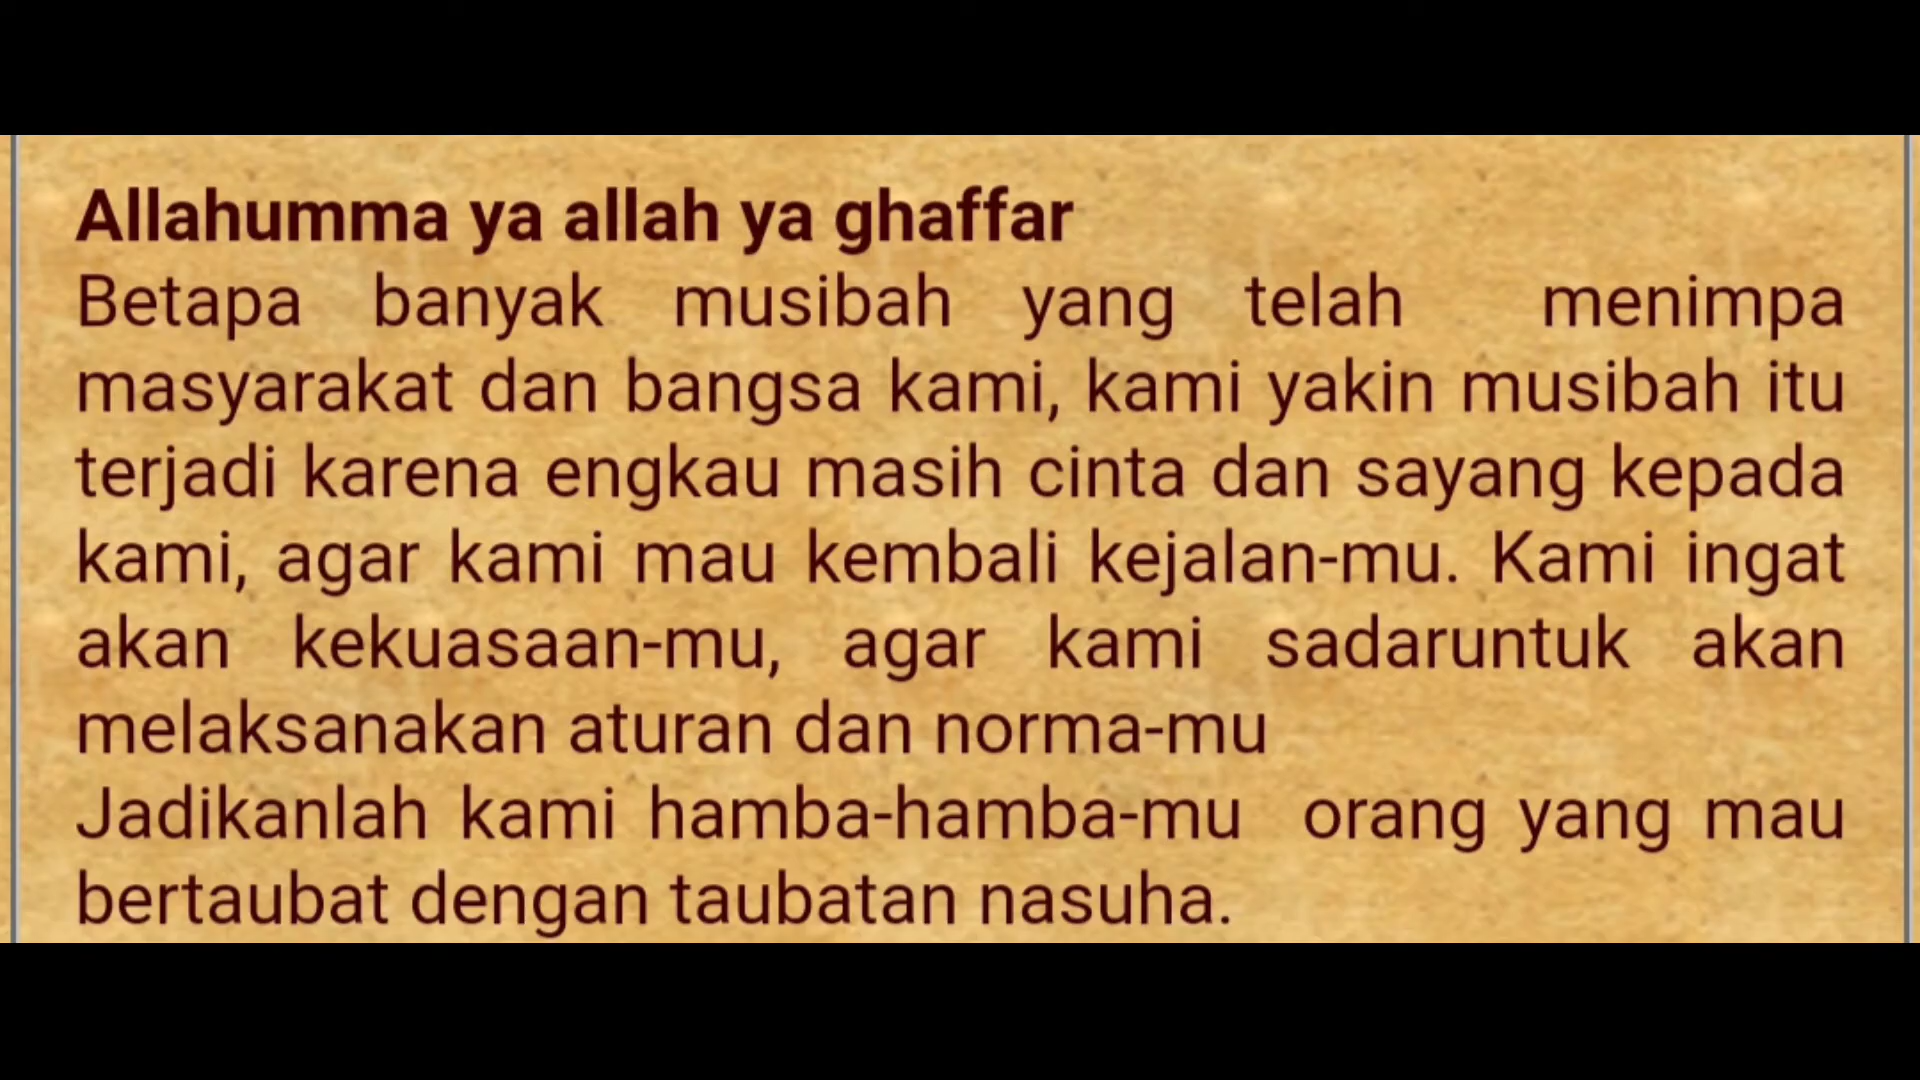 Allahumma ya allah ya ghaffar
Betapa banyak musibah yang telah menimpa
masyarakat dan bangsa kami, kami yakin musibah itu
terjadi karena engkau masih cinta dan sayang kepada
kami, agar kami mau kembali kejalan-mu. Kami ingat
akan kekuasaan-mu, agar kami sadaruntuk akan
melaksanakan aturan dan norma-mu
Jadikanlah kami hamba-hamba-mu orang yang mau
bertaubat dengan taubatan nasuha.